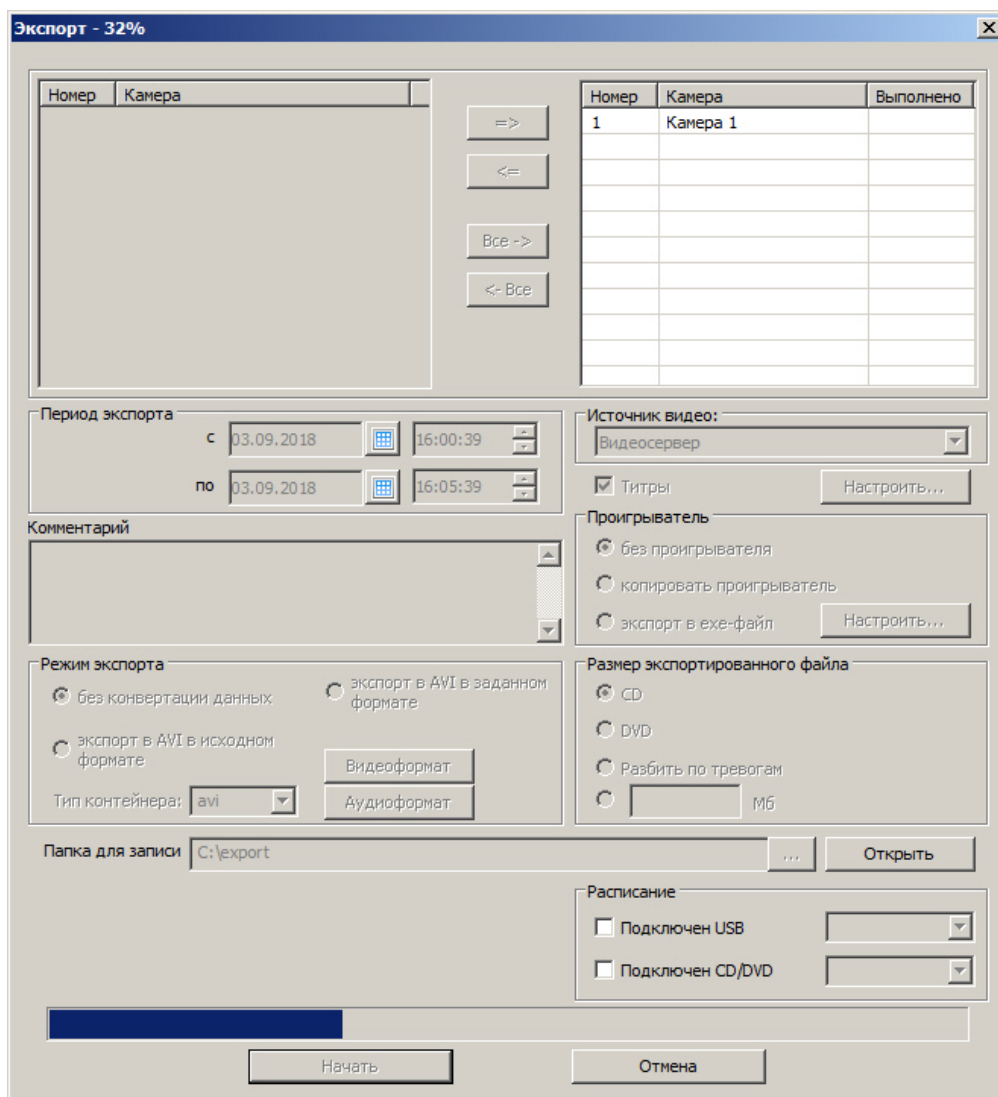 Экспорт - 32%
Номер Камера
Номер Камера Выполнено
1 Камера 1
=>
<=
Все ->
<- Все
Период экспорта
с 03.09.2018 16:00:39
по 03.09.2018 16:05:39
Источник видео:
Видеосервер
Титры Настроить...
Комментарий
Проигрыватель
без проигрывателя
копировать проигрыватель
экспорт в exe-файл Настроить...
Режим экспорта
без конвертации данных
экспорт в AVI в заданном
формате
экспорт в AVI в исходном
формате
Видеоформат
Тип контейнера: avi Аудиоформат
Размер экспортированного файла
CD
DVD
Разбить по тревогам
Мб
Папка для записи C:\export ... Открыть
Расписание
Подключен USB
Подключен CD/DVD
Начать Отмена